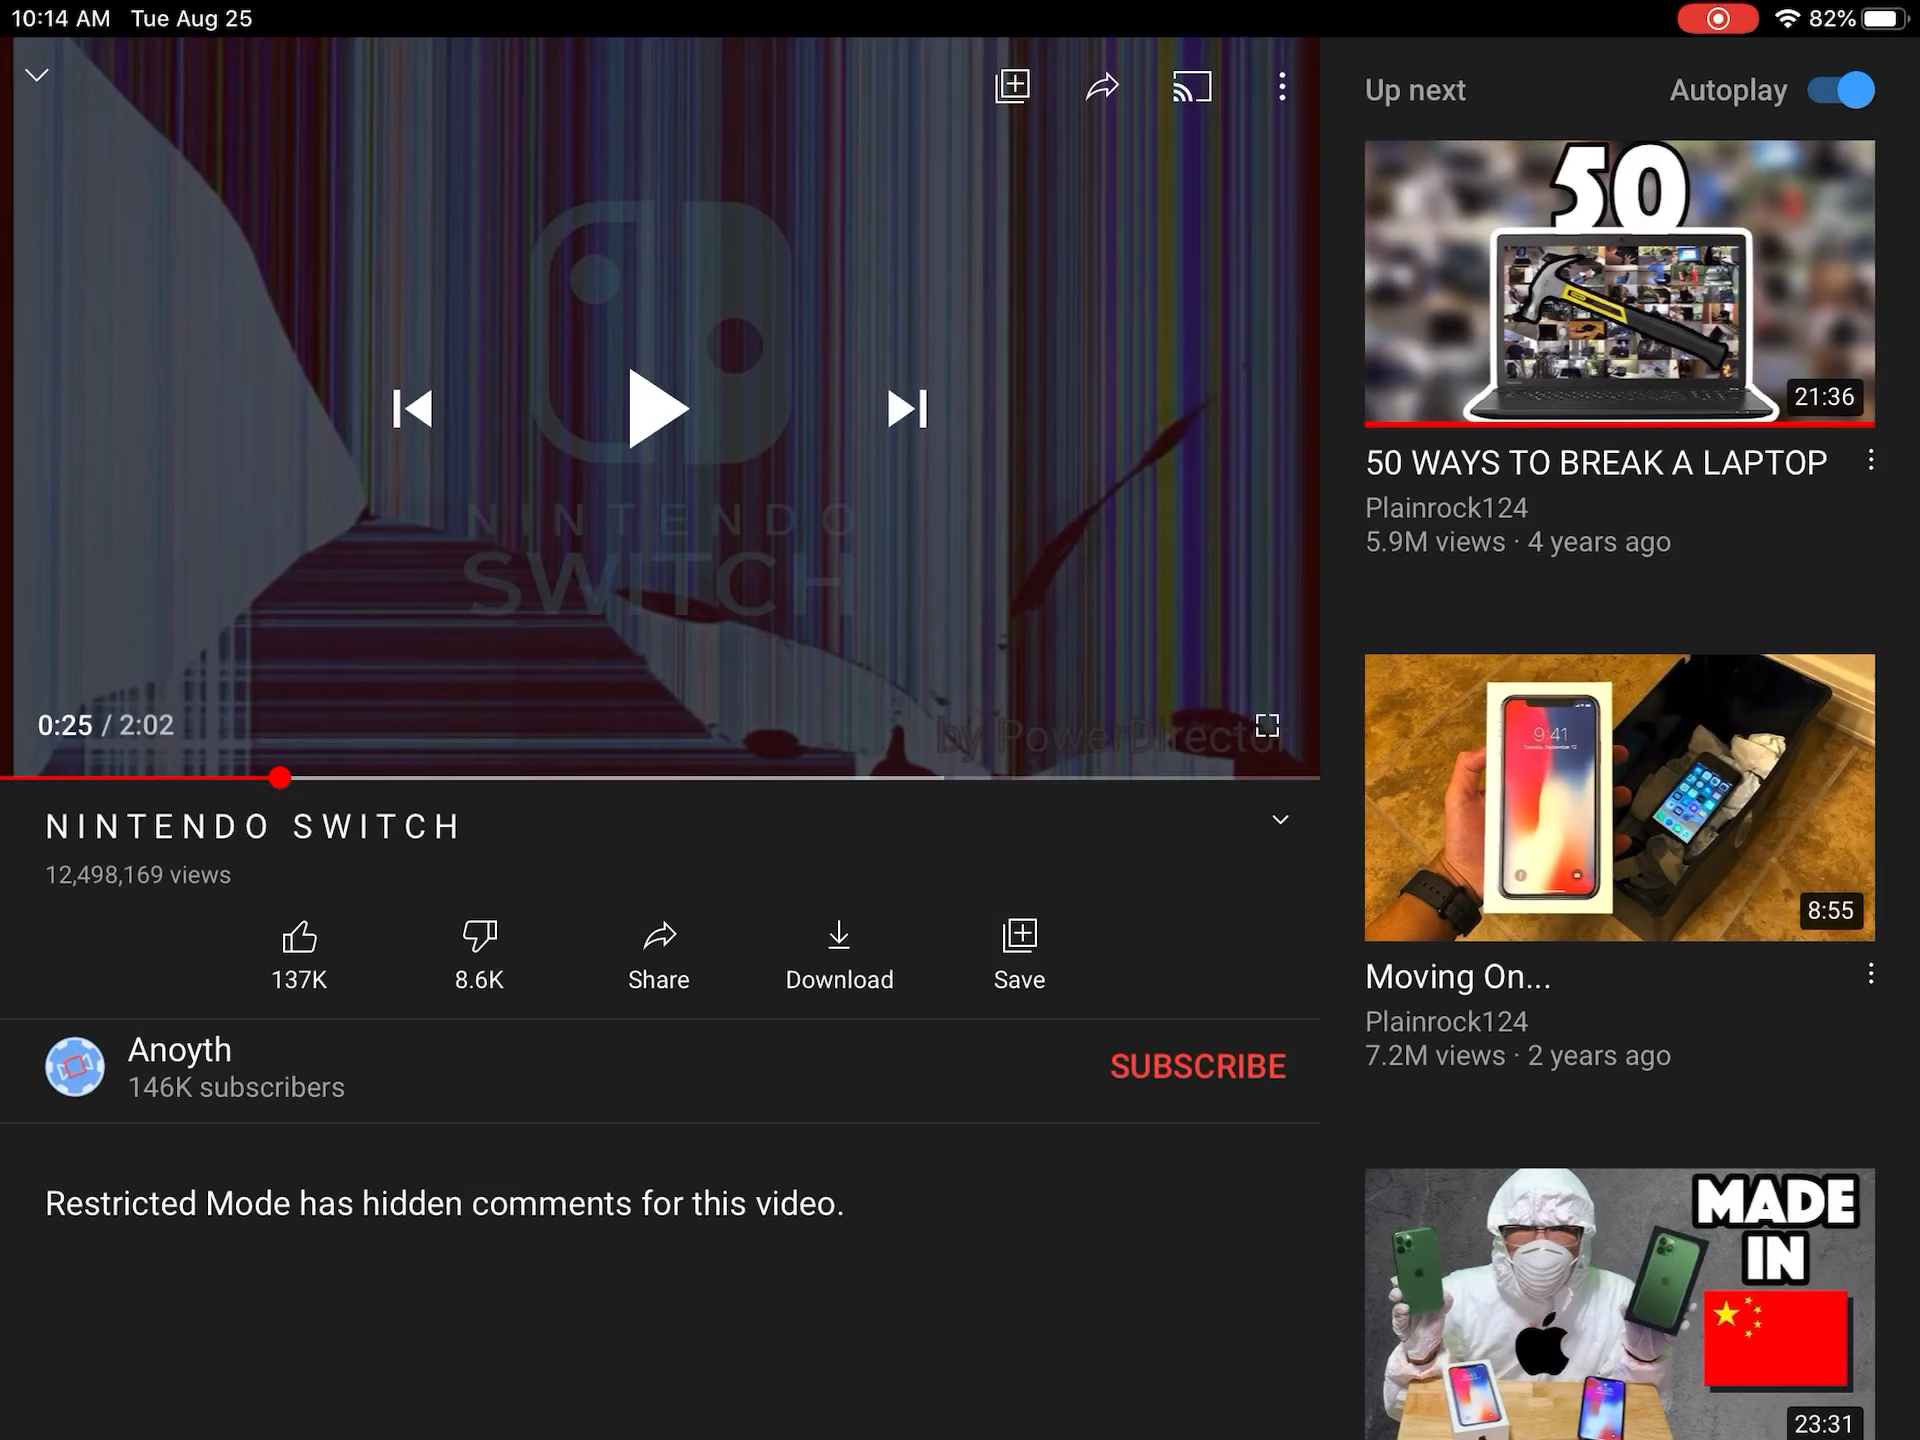 10:14 AM Tue Aug 25
82%
NINTENDO
SWITCH
by PowerDirector
0:25 / 2:02
NINTENDO SWITCH
12,498,169 views
137K
8.6K
Share
Download
Save
Anoyth
146K subscribers
SUBSCRIBE
Restricted Mode has hidden comments for this video.
Up next
Autoplay
50
21:36
50 WAYS TO BREAK A LAPTOP
Plainrock124
5.9M views · 4 years ago
9:41
8:55
Moving On...
Plainrock124
7.2M views · 2 years ago
MADE
IN
23:31